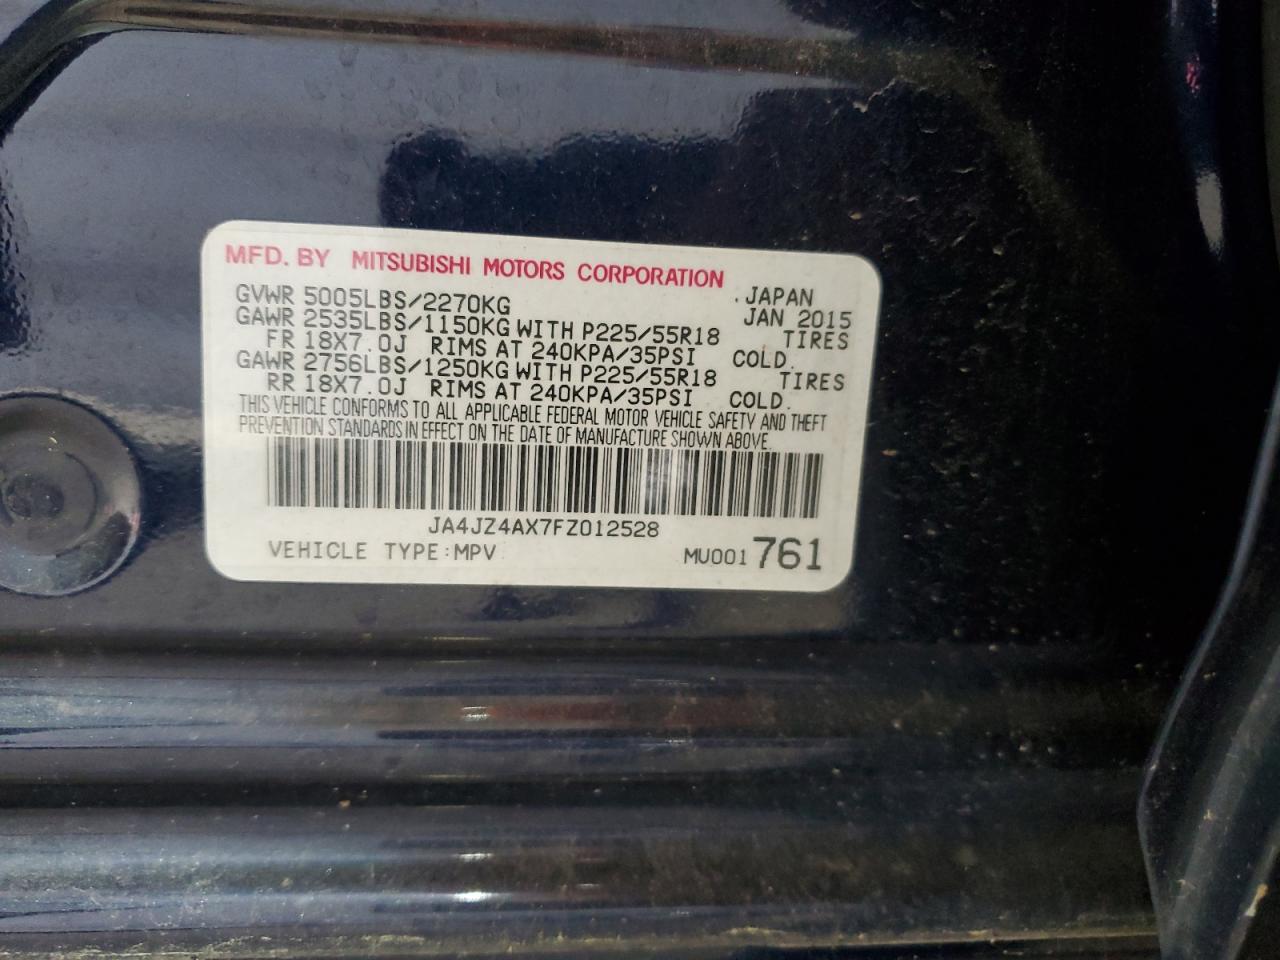 MFD. BY MITSUBISHI MOTORS CORPORATION
. JAPAN
GVWR 5005LBS/2270KG JAN 2015
GAWR 2535LBS/1150KG WITH P225/55R18 TIRES
FR 18X7.0J RIMS AT 240KPA/35PSI COLD.
GAWR 2756LBS/1250KG WITH P225/55R18 TIRES
RR 18X7.0J RIMS AT 240KPA/35PSI COLD.
THIS VEHICLE CONFORMS TO ALL APPLICABLE FEDERAL MOTOR VEHICLE SAFETY AND THEFT
PREVENTION STANDARDS IN EFFECT ON THE DATE OF MANUFACTURE SHOWN ABOVE.
JA4JZ4AX7FZ012528
VEHICLE TYPE:MPV MU001 761